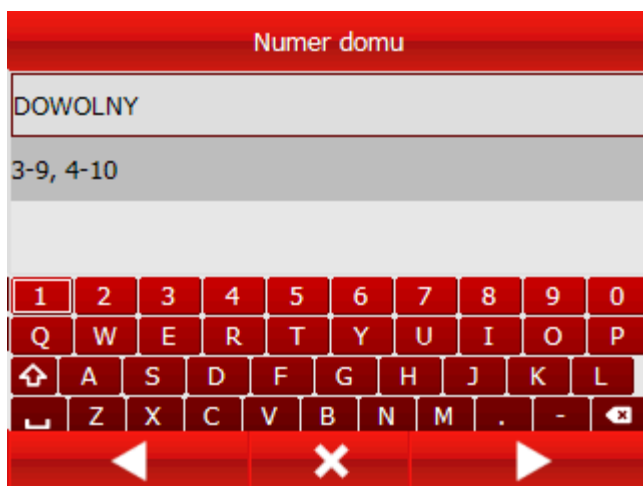 Numer domu
DOWOLNY
3-9, 4-10
1 2 3 4 5 6 7 8 9 0
Q W E R T Y U I O P
A S D F G H J K L
Z X C V B N M . -